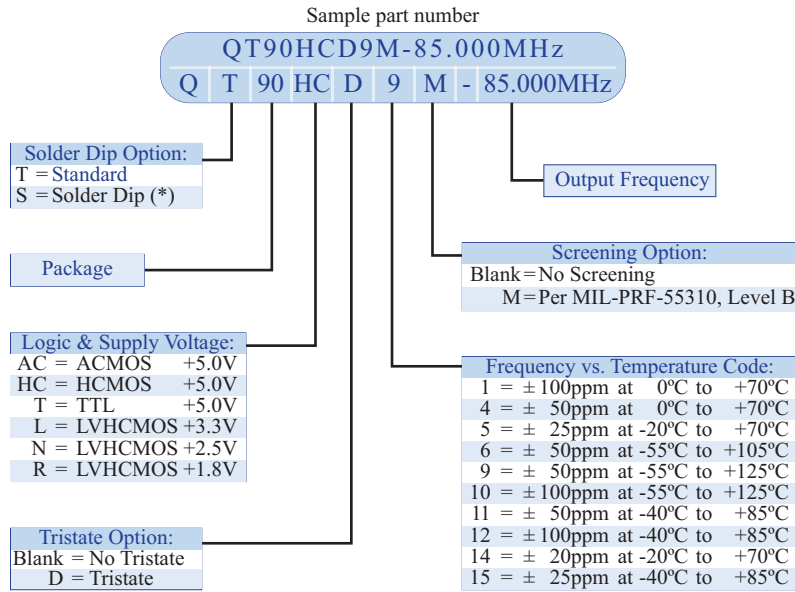 Sample part number
QT90HCD9M-85.000MHz
Q T 90 HC D 9 M - 85.000MHz
Solder Dip Option:
T = Standard
S = Solder Dip (*)
Output Frequency
Package
Screening Option:
Blank = No Screening
M = Per MIL-PRF-55310, Level B
Logic & Supply Voltage:
AC = ACMOS +5.0V
HC = HCMOS +5.0V
T = TTL +5.0V
L = LVHCMOS +3.3V
N = LVHCMOS +2.5V
R = LVHCMOS +1.8V
Frequency vs. Temperature Code:
1 = ± 100ppm at 0ºC to +70ºC
4 = ± 50ppm at 0ºC to +70ºC
5 = ± 25ppm at -20ºC to +70ºC
6 = ± 50ppm at -55ºC to +105ºC
9 = ± 50ppm at -55ºC to +125ºC
10 = ± 100ppm at -55ºC to +125ºC
11 = ± 50ppm at -40ºC to +85ºC
12 = ± 100ppm at -40ºC to +85ºC
14 = ± 20ppm at -20ºC to +70ºC
15 = ± 25ppm at -40ºC to +85ºC
Tristate Option:
Blank = No Tristate
D = Tristate